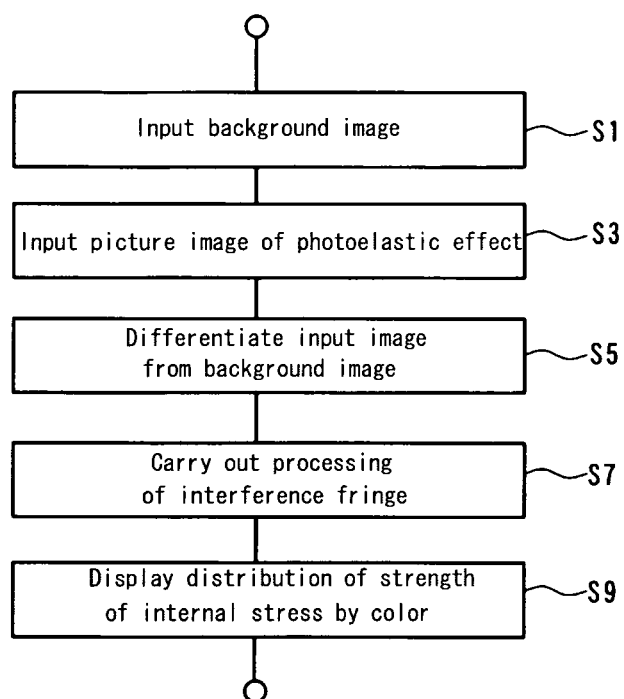 Input background image
S1
Input picture image of photoelastic effect
S3
Differentiate input image
from background image
S5
Carry out processing
of interference fringe
S7
Display distribution of strength
of internal stress by color
S9